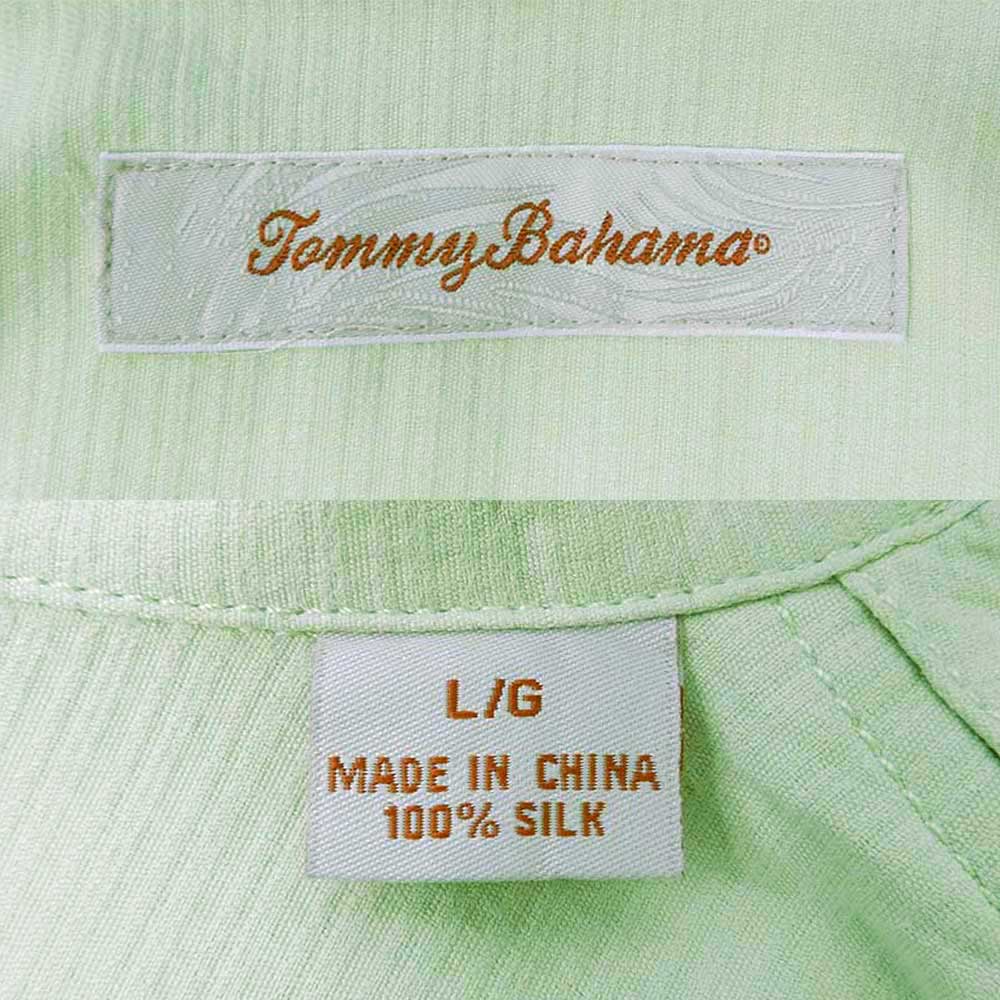 Tommy Bahama®
L/G
MADE IN CHINA
100% SILK